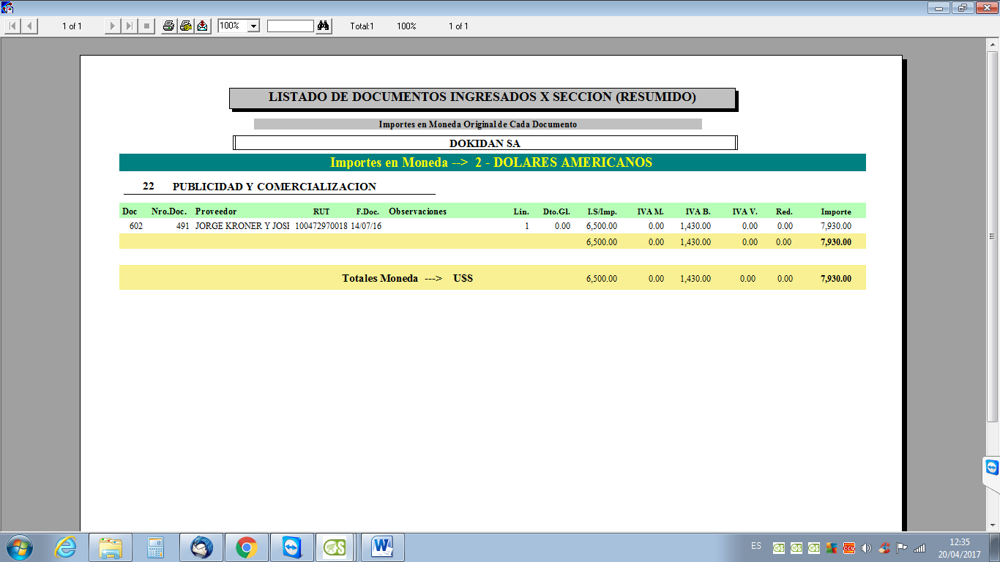 1 of 1 100% Total:1 100% 1 of 1
LISTADO DE DOCUMENTOS INGRESADOS X SECCION (RESUMIDO)
Importes en Moneda Original de Cada Documento
DOKIDAN SA
Importes en Moneda --> 2 - DOLARES AMERICANOS
22 PUBLICIDAD Y COMERCIALIZACION
Doc Nro.Doc. Proveedor RUT F.Doc. Observaciones Lin. Dto.Gl. I.S/Imp. IVA M. IVA B. IVA V. Red. Importe
602 491 JORGE KRONER Y JOSE 100472970018 14/07/16 1 0.00 6,500.00 0.00 1,430.00 0.00 0.00 7,930.00
6,500.00 0.00 1,430.00 0.00 0.00 7,930.00
Totales Moneda ---> U$S 6,500.00 0.00 1,430.00 0.00 0.00 7,930.00
ES 12:35
20/04/2017